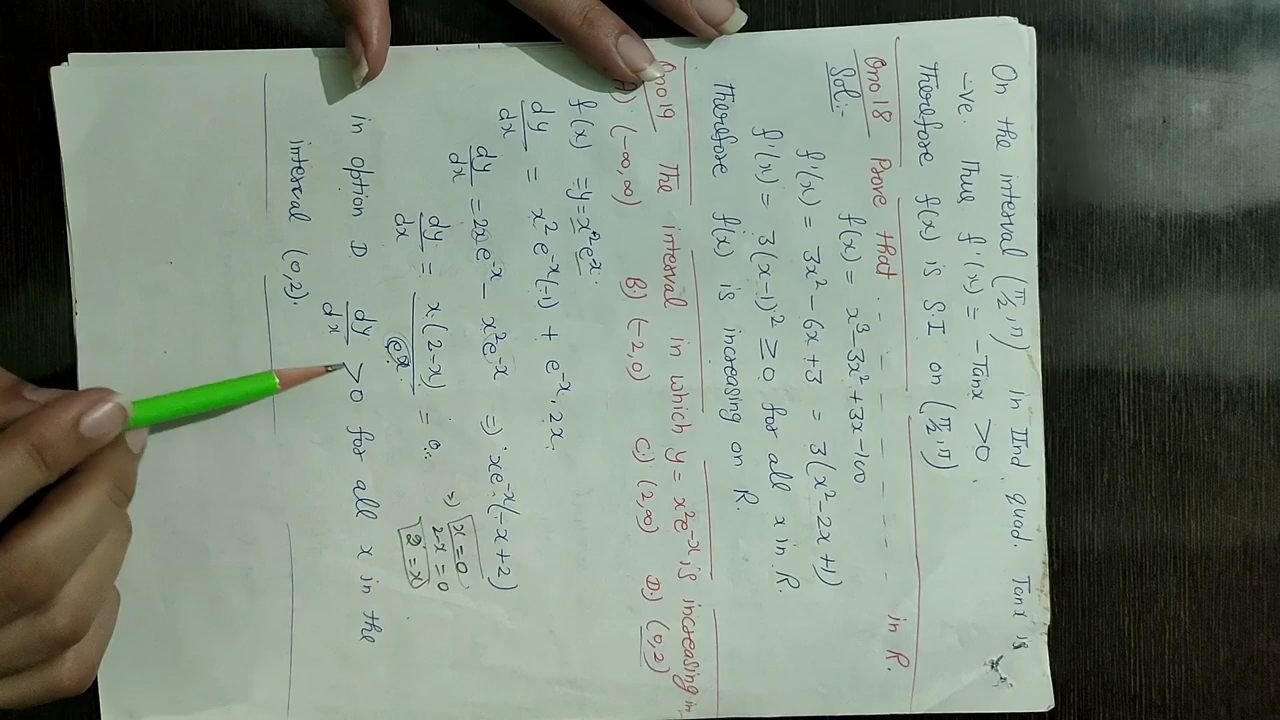 On the interval (π/2, π) in IInd quad. Tanx is
-ve. Thus f'(x) = -Tanx >0.
Therefore f(x) is S.I on (π/2, π)
Qno 18 Prove that . - - - - - - in R.
Sol:- f(x) = x³-3x²+3x-100
f'(x) = 3x² - 6x+3 = 3(x²-2x+1)
f'(x) = 3(x-1)² ≥ 0 for all x in R.
Therefore f(x) is increasing on R.
Qno19 The interval in which y = x²e⁻ˣ is increasing in
A) (-∞,∞) B.) (-2,0) C.) (2,∞) D.) (0,2)
f(x) = y = x²e⁻ˣ.
dy/dx = x²e⁻ˣ(-1) + e⁻ˣ.2x.
dy/dx = 2xe⁻ˣ - x²e⁻ˣ ⇒ xe⁻ˣ(-x+2)
dy/dx = x(2-x)/eˣ = 0. ⇒ x=0
2-x=0
2=x
in option D dy/dx >0 for all x in the
interval (0,2).